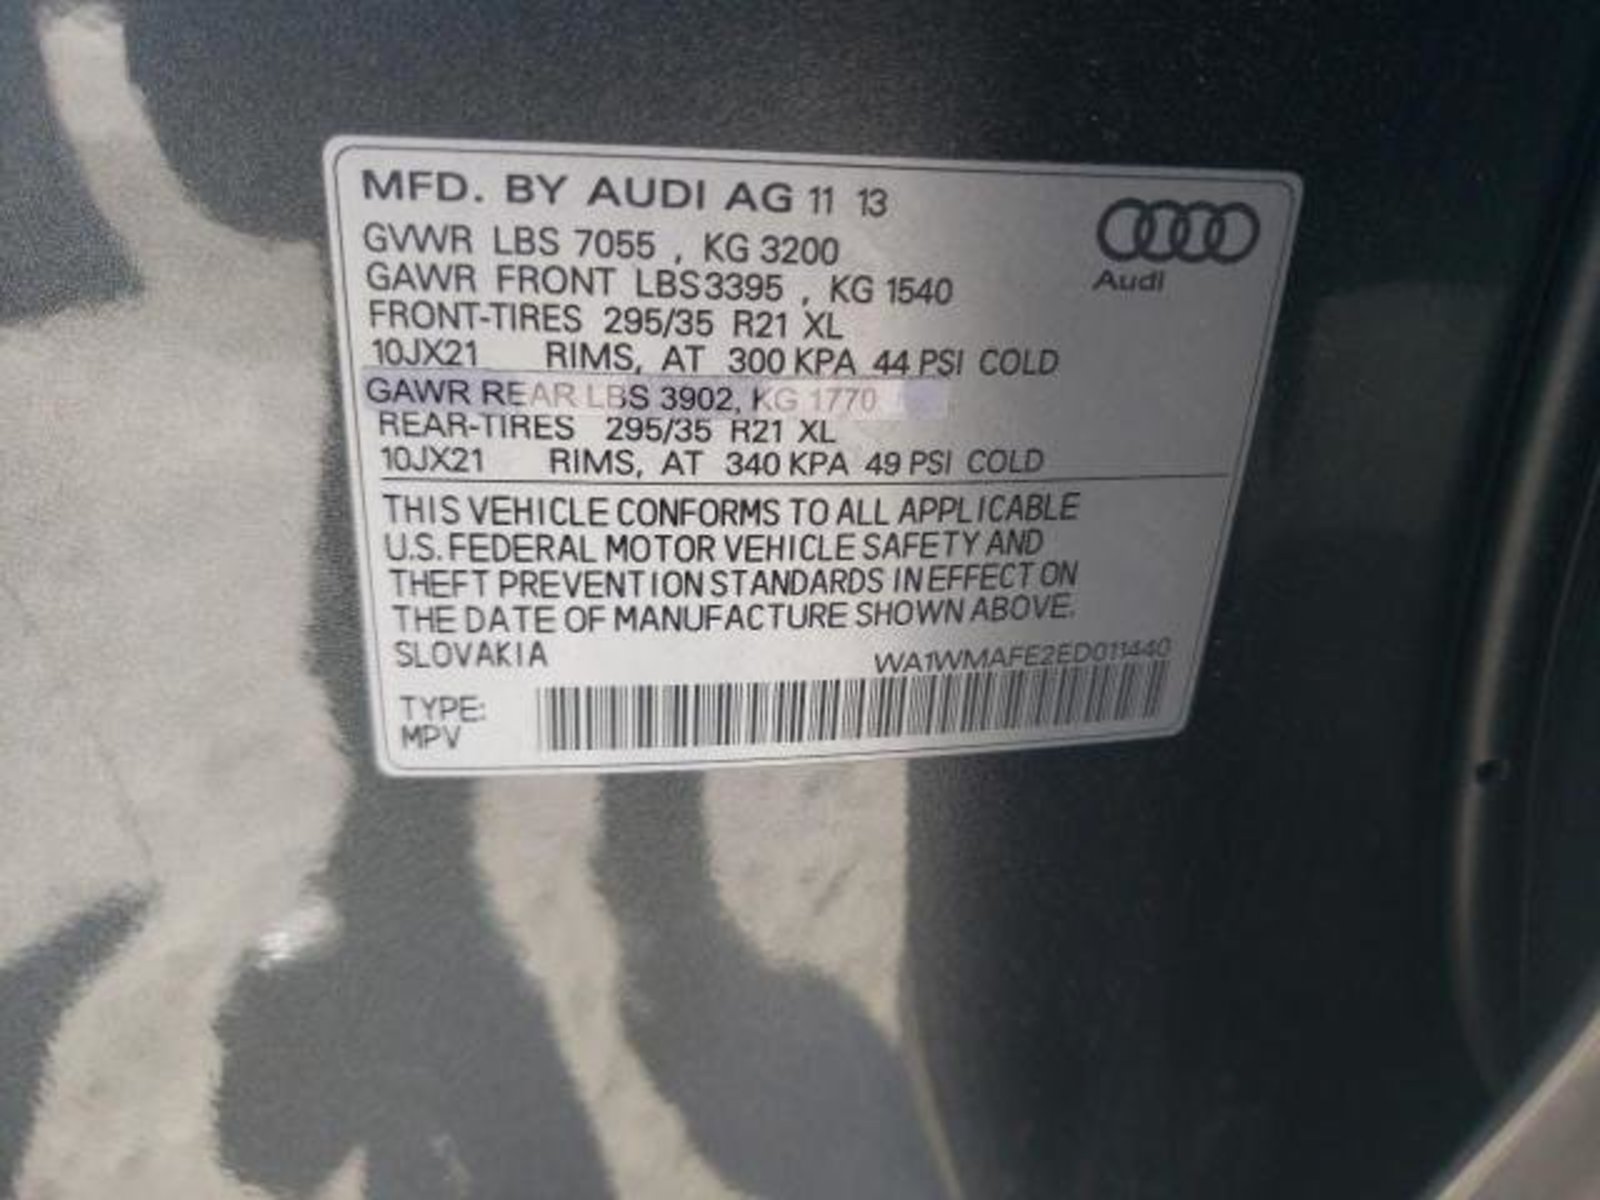 MFD. BY AUDI AG 11 13
GVWR LBS 7055 , KG 3200
GAWR FRONT LBS3395 , KG 1540
FRONT-TIRES 295/35 R21 XL
10JX21 RIMS, AT 300 KPA 44 PSI COLD
GAWR REAR LBS 3902, KG 1770
REAR-TIRES 295/35 R21 XL
10JX21 RIMS, AT 340 KPA 49 PSI COLD
Audi
THIS VEHICLE CONFORMS TO ALL APPLICABLE
U.S. FEDERAL MOTOR VEHICLE SAFETY AND
THEFT PREVENTION STANDARDS IN EFFECT ON
THE DATE OF MANUFACTURE SHOWN ABOVE.
SLOVAKIA WA1WMAFE2ED011440
TYPE:
MPV